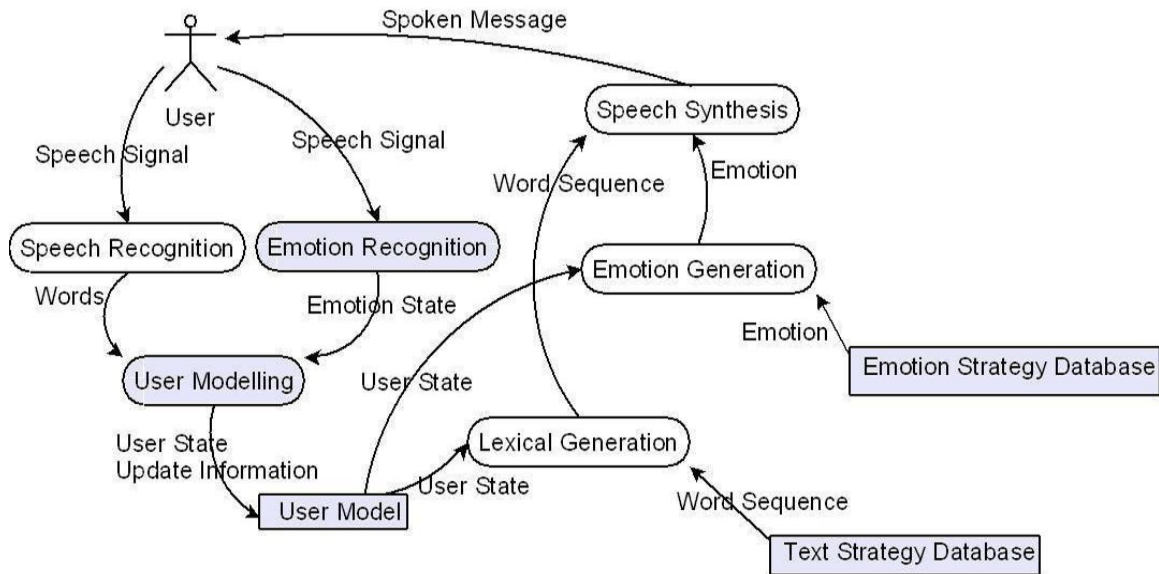 Spoken Message
User
Speech Synthesis
Speech Signal
Speech Signal
Word Sequence
Emotion
Speech Recognition
Emotion Recognition
Emotion Generation
Words
Emotion State
Emotion
Emotion Strategy Database
User Modelling
User State
User State
Update Information
Lexical Generation
User State
User Model
Word Sequence
Text Strategy Database